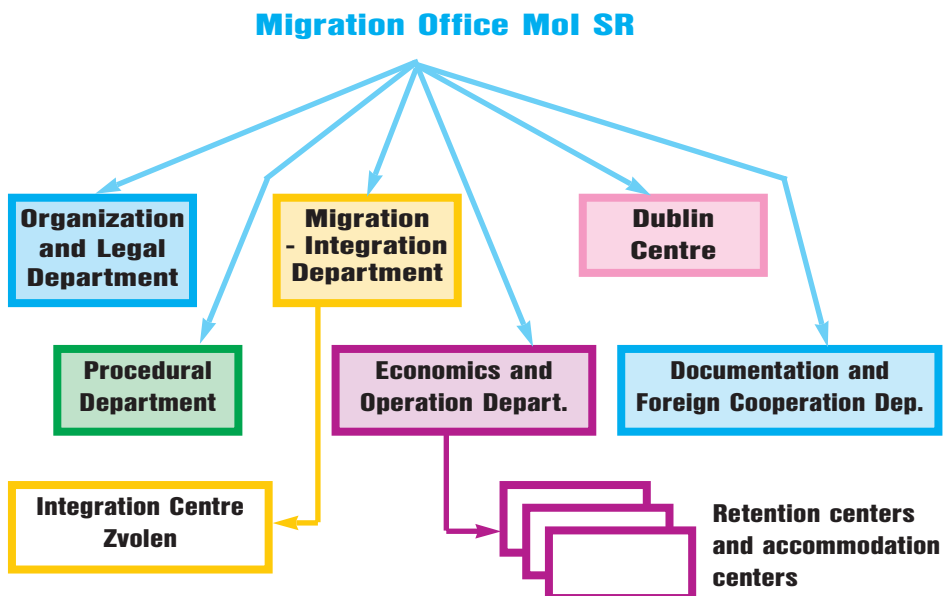 Migration Office MoI SR
Organization
and Legal
Department
Migration
- Integration
Department
Dublin
Centre
Procedural
Department
Economics and
Operation Depart.
Documentation and
Foreign Cooperation Dep.
Integration Centre
Zvolen
Retention centers
and accommodation
centers